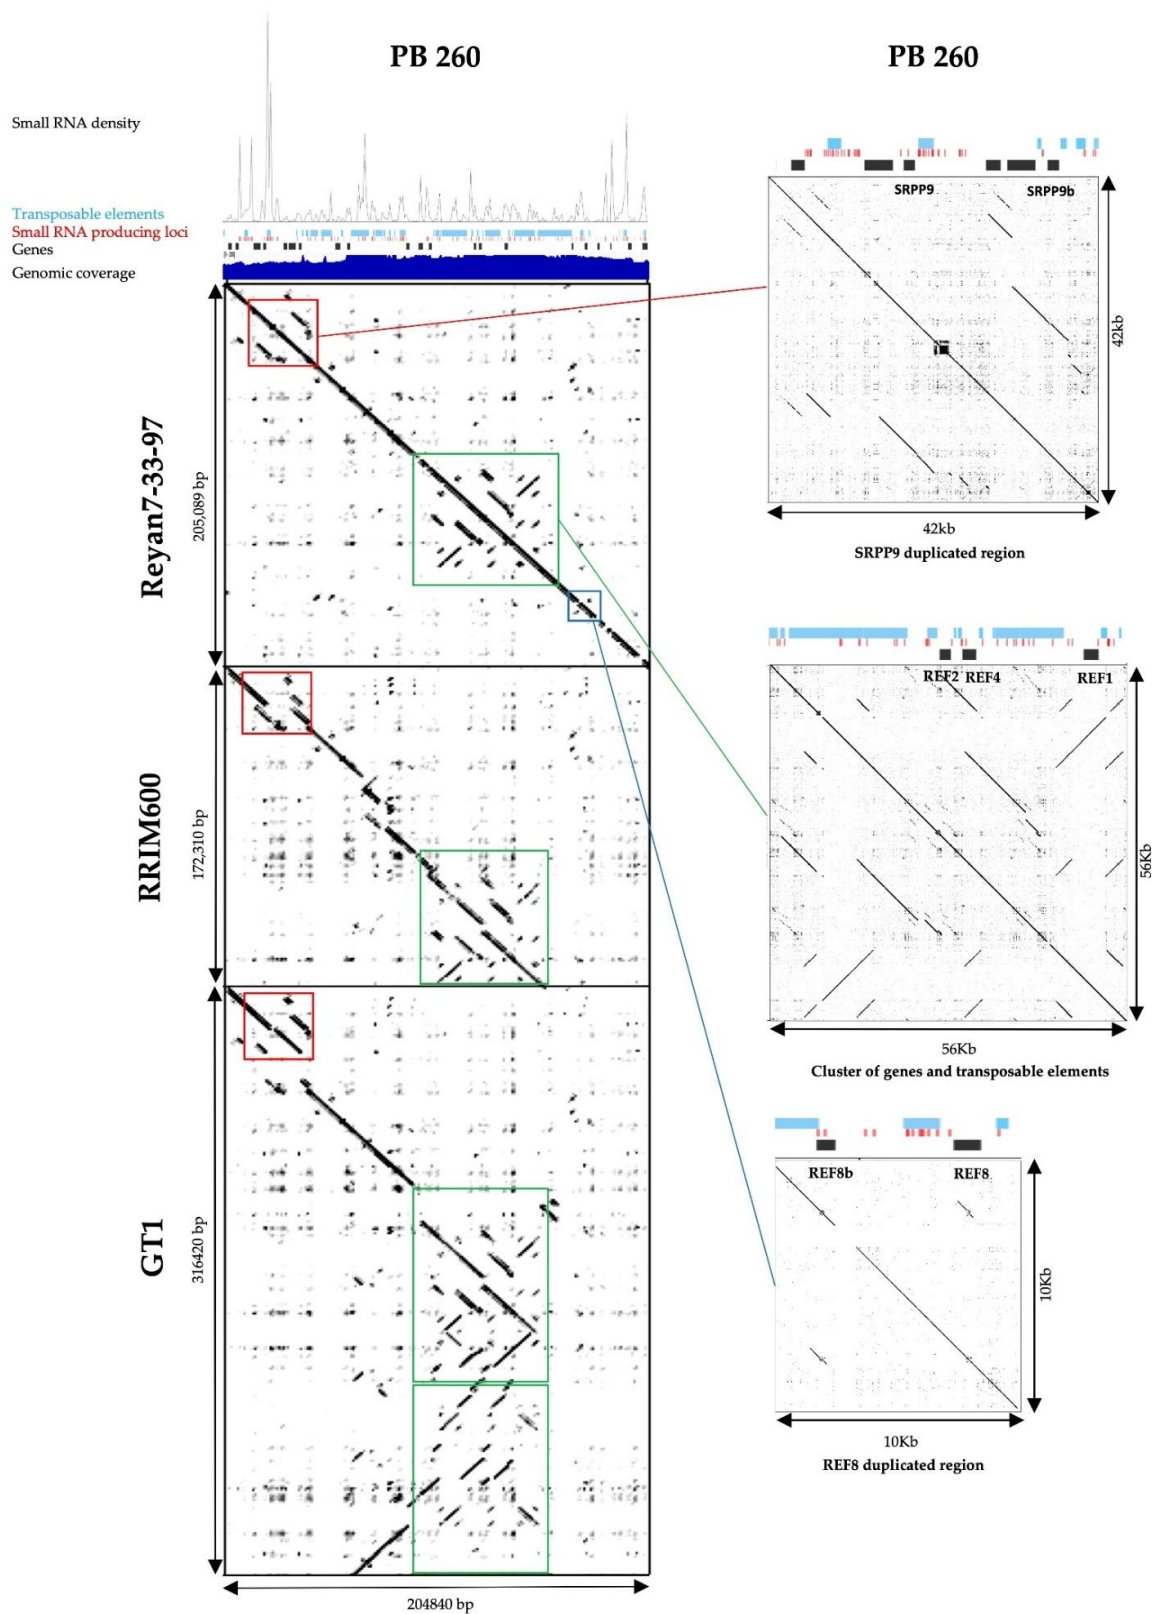 PB 260
PB 260
Small RNA density
Transposable elements
Small RNA producing loci
Genes
Genomic coverage
SRPP9
SRPP9b
42kb
42kb
SRPP9 duplicated region
Reyan7-33-97
205,089 bp
REF2
REF4
REF1
56Kb
56Kb
Cluster of genes and transposable elements
RRIM600
172,3110 bp
REF8b
REF8
10Kb
10Kb
REF8 duplicated region
GT1
316420 bp
204840 bp